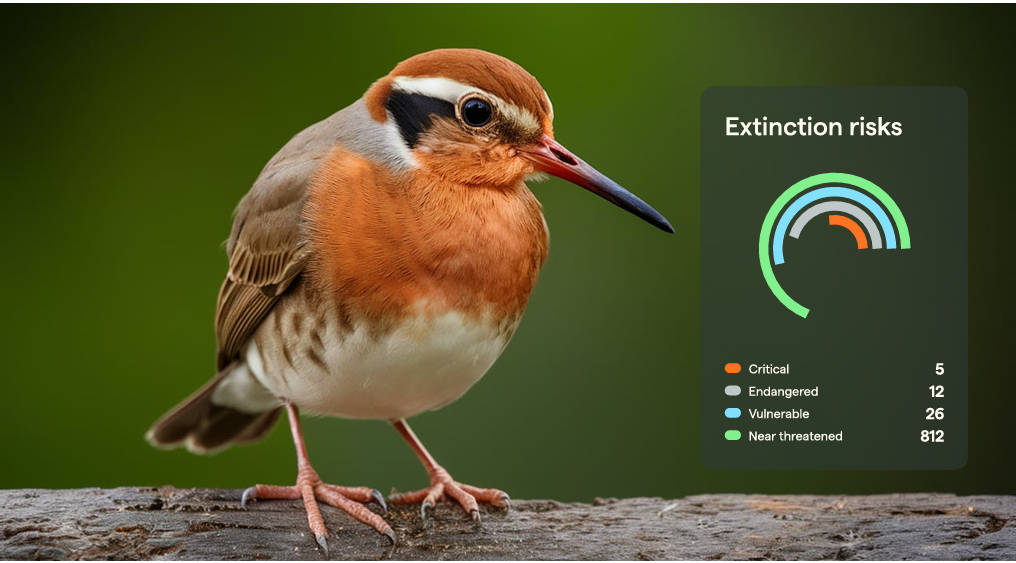 Extinction risks
Critical 5
Endangered 12
Vulnerable 26
Near threatened 812